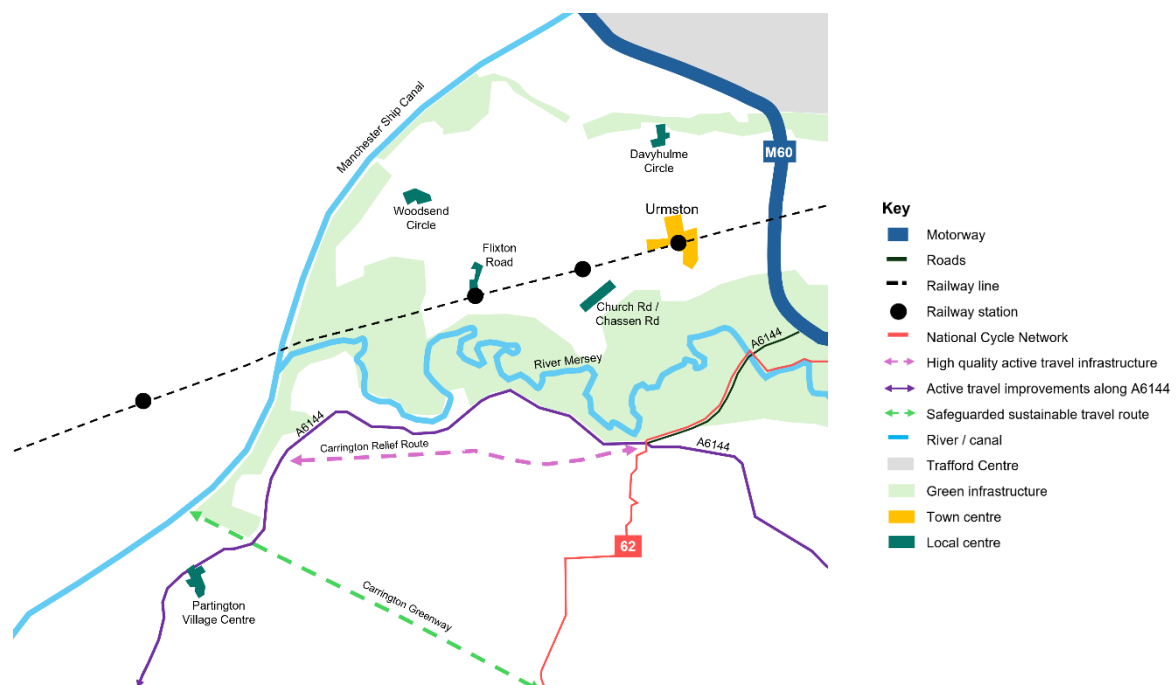 Manchester Ship Canal
M60
Davyhulme
Circle
Woodsend
Circle
Urmston
Flixton
Road
Church Rd /
Chassen Rd
River Mersey
A6144
A6144
Carrington Relief Route
A6144
62
Carrington Greenway
Partington
Village Centre
Key
Motorway
Roads
Railway line
Railway station
National Cycle Network
High quality active travel infrastructure
Active travel improvements along A6144
Safeguarded sustainable travel route
River / canal
Trafford Centre
Green infrastructure
Town centre
Local centre